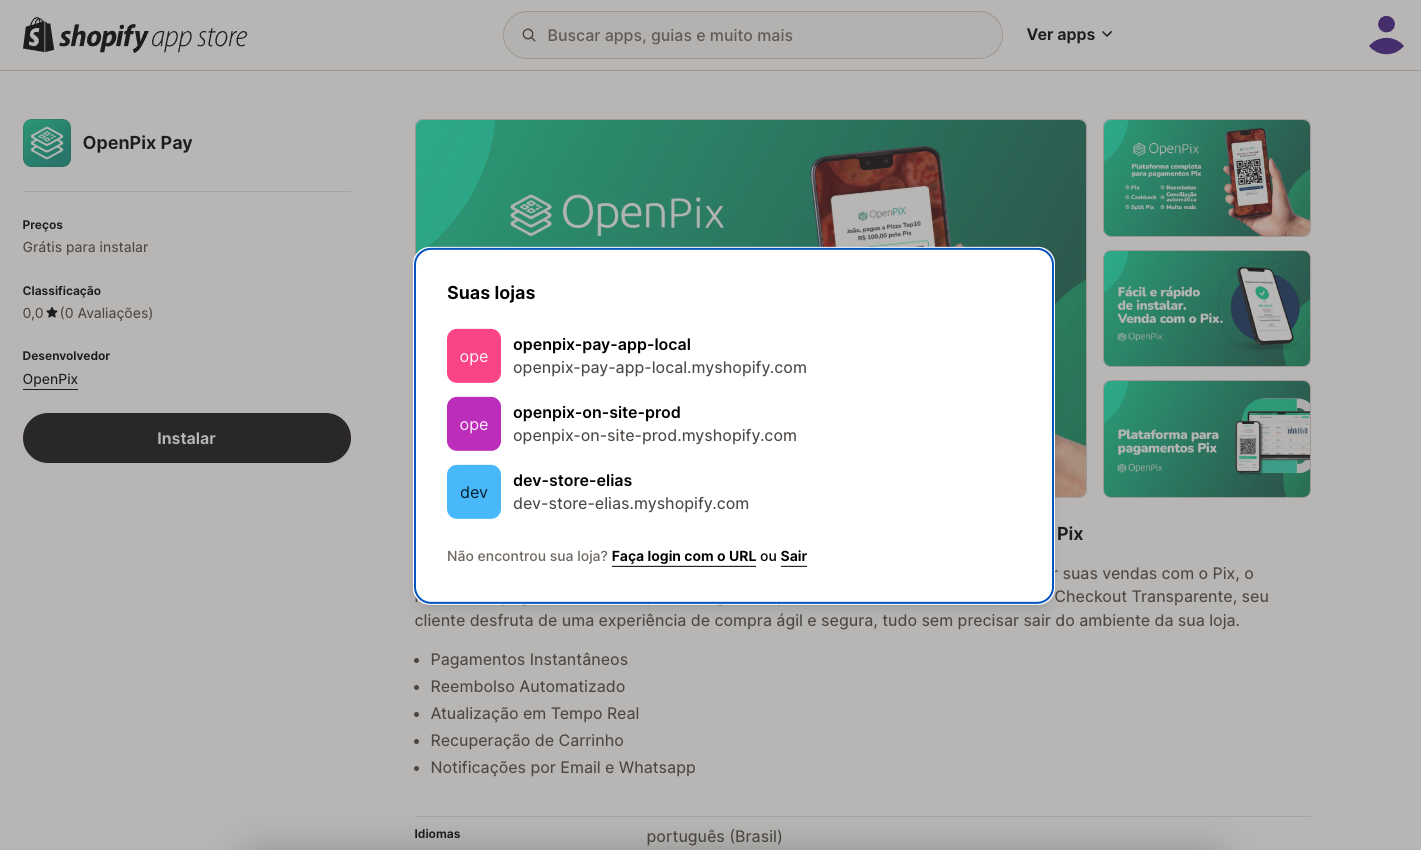 shopify app store
Buscar apps, guias e muito mais
Ver apps
OpenPix Pay
Preços
Grátis para instalar
Classificação
0,0 ★ (0 Avaliações)
Desenvolvedor
OpenPix
Instalar
OpenPix
OpenPix
João, pague a Pizza Top10
R$ 100,00 pelo Pix
OpenPix
Plataforma completa
para pagamentos Pix
Pix
Reembolso
Cashback
Conciliação
automática
Split Pix
Muito mais
Fácil e rápido
de instalar.
Venda com o Pix.
OpenPix
Plataforma para
pagamentos Pix
OpenPix
Suas lojas
ope
openpix-pay-app-local
openpix-pay-app-local.myshopify.com
ope
openpix-on-site-prod
openpix-on-site-prod.myshopify.com
dev
dev-store-elias
dev-store-elias.myshopify.com
Não encontrou sua loja? Faça login com o URL ou Sair
Pix
suas vendas com o Pix, o
Checkout Transparente, seu
cliente desfruta de uma experiência de compra ágil e segura, tudo sem precisar sair do ambiente da sua loja.
• Pagamentos Instantâneos
• Reembolso Automatizado
• Atualização em Tempo Real
• Recuperação de Carrinho
• Notificações por Email e Whatsapp
Idiomas
português (Brasil)